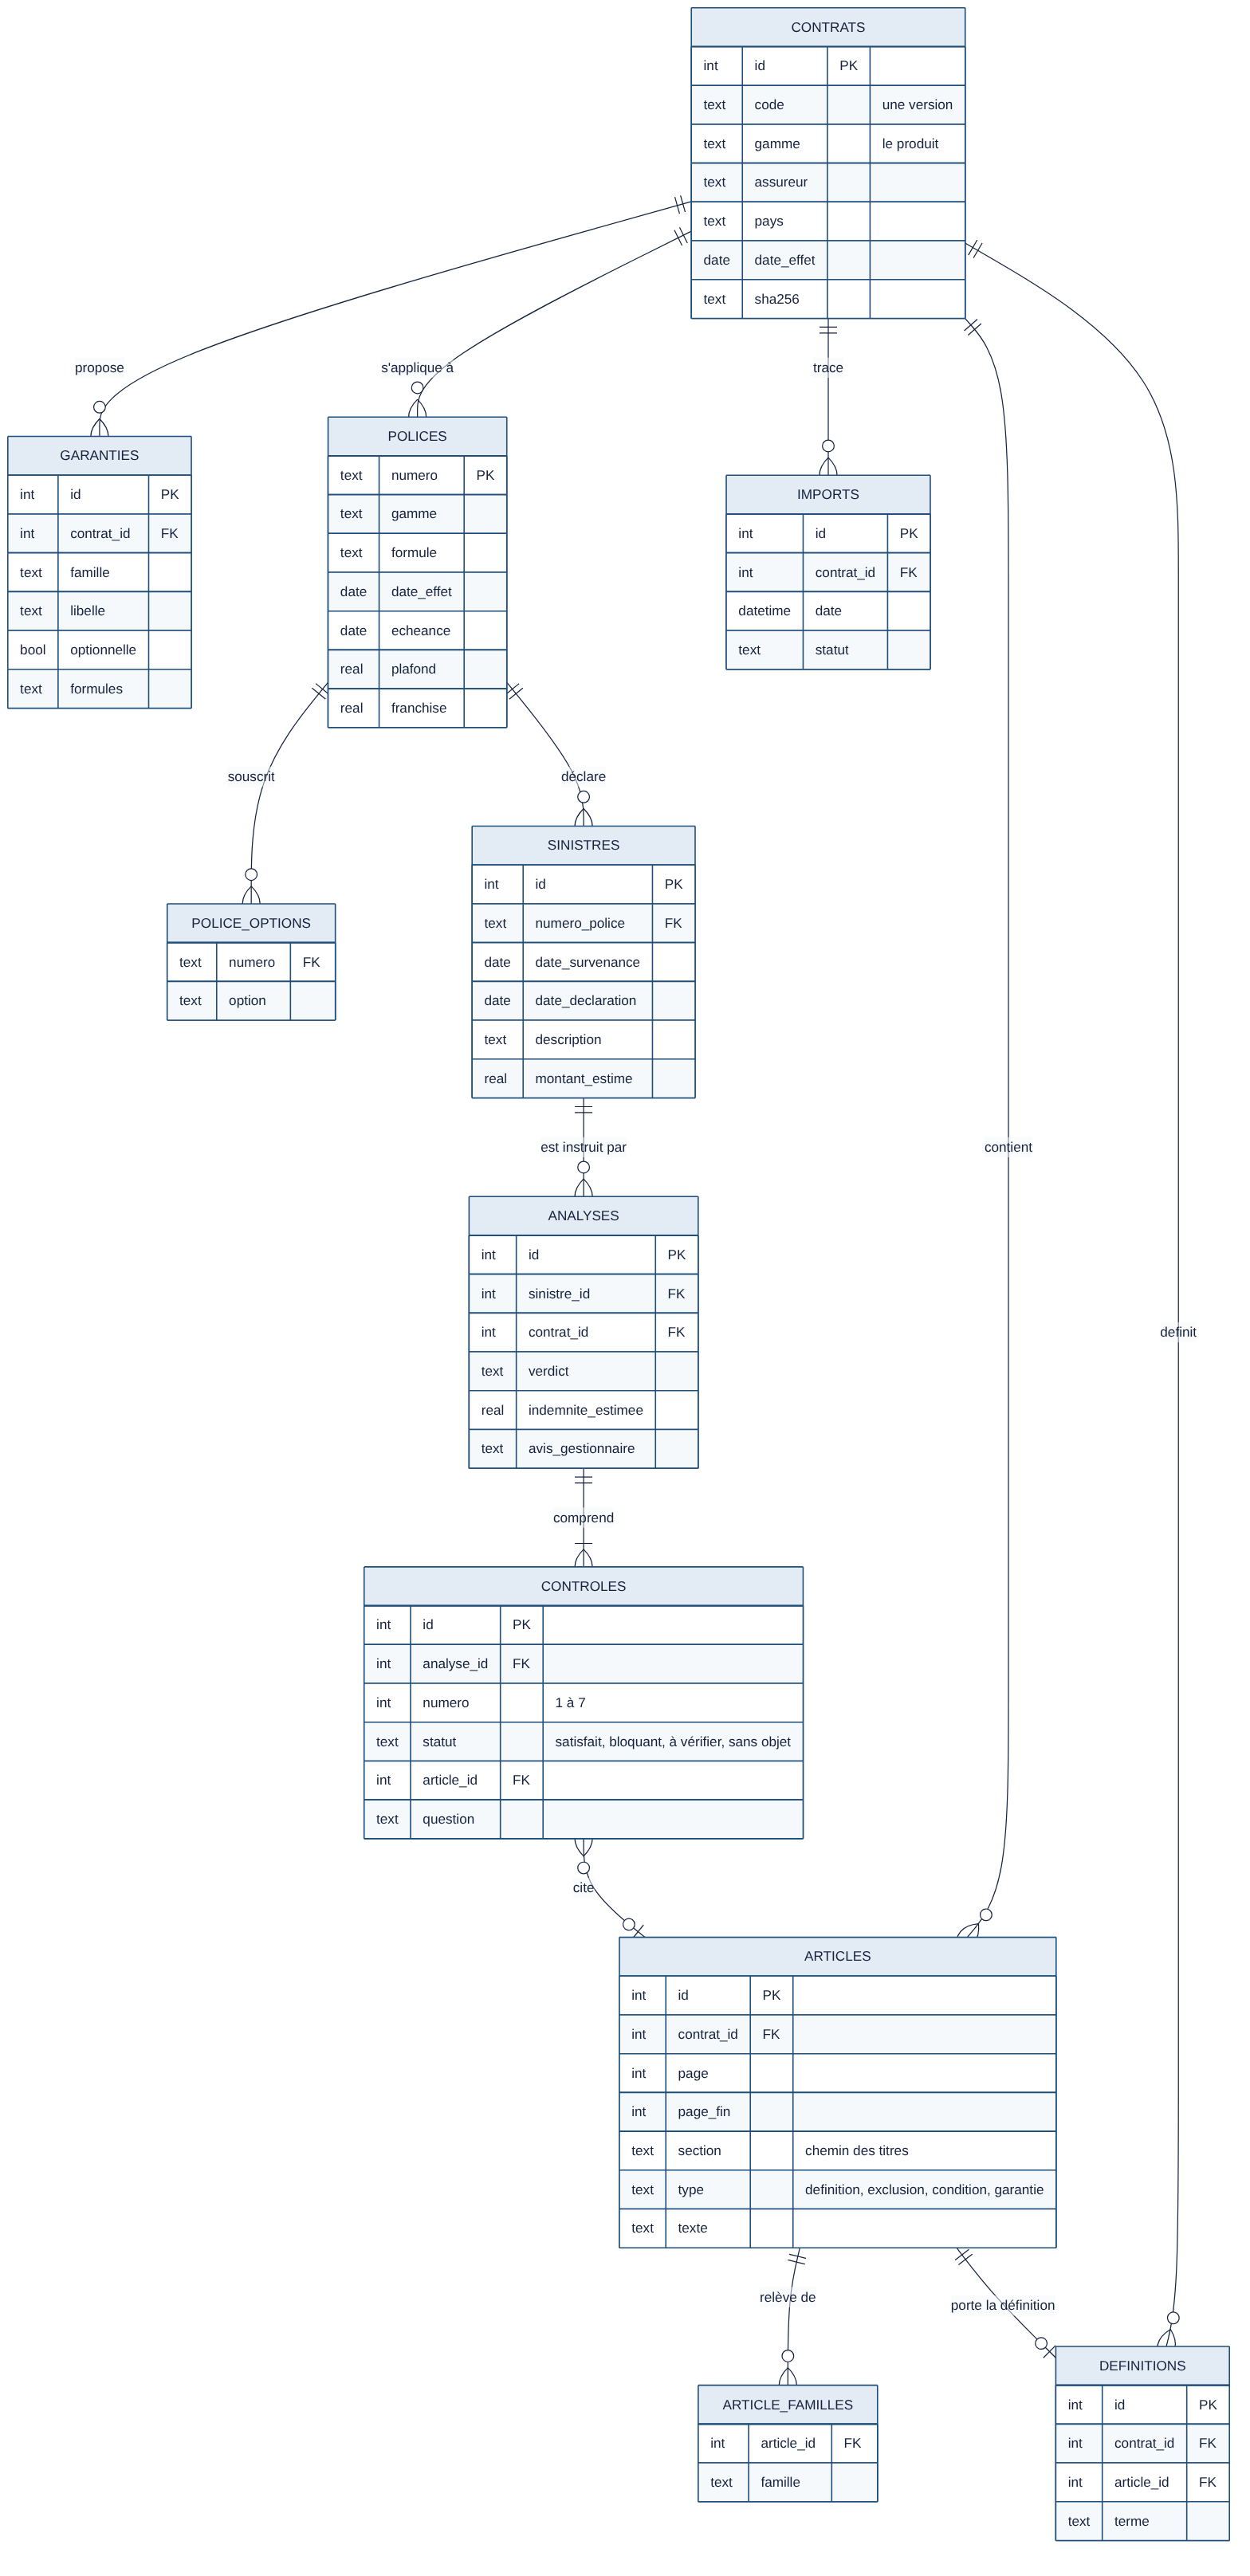 CONTRATS
int id PK
text code une version
text gamme le produit
text assureur
text pays
date date_effet
text sha256
propose
s'applique à
trace
GARANTIES
int id PK
int contrat_id FK
text famille
text libelle
bool optionnelle
text formules
POLICES
text numero PK
text gamme
text formule
date date_effet
date echeance
real plafond
real franchise
IMPORTS
int id PK
int contrat_id FK
datetime date
text statut
souscrit
déclare
POLICE_OPTIONS
text numero FK
text option
SINISTRES
int id PK
text numero_police FK
date date_survenance
date date_declaration
text description
real montant_estime
est instruit par
contient
ANALYSES
int id PK
int sinistre_id FK
int contrat_id FK
text verdict
real indemnite_estimee
text avis_gestionnaire
definit
comprend
CONTROLES
int id PK
int analyse_id FK
int numero 1 à 7
text statut satisfait, bloquant, à vérifier, sans objet
int article_id FK
text question
cite
ARTICLES
int id PK
int contrat_id FK
int page
int page_fin
text section chemin des titres
text type definition, exclusion, condition, garantie
text texte
relève de
porte la définition
ARTICLE_FAMILLES
int article_id FK
text famille
DEFINITIONS
int id PK
int contrat_id FK
int article_id FK
text terme